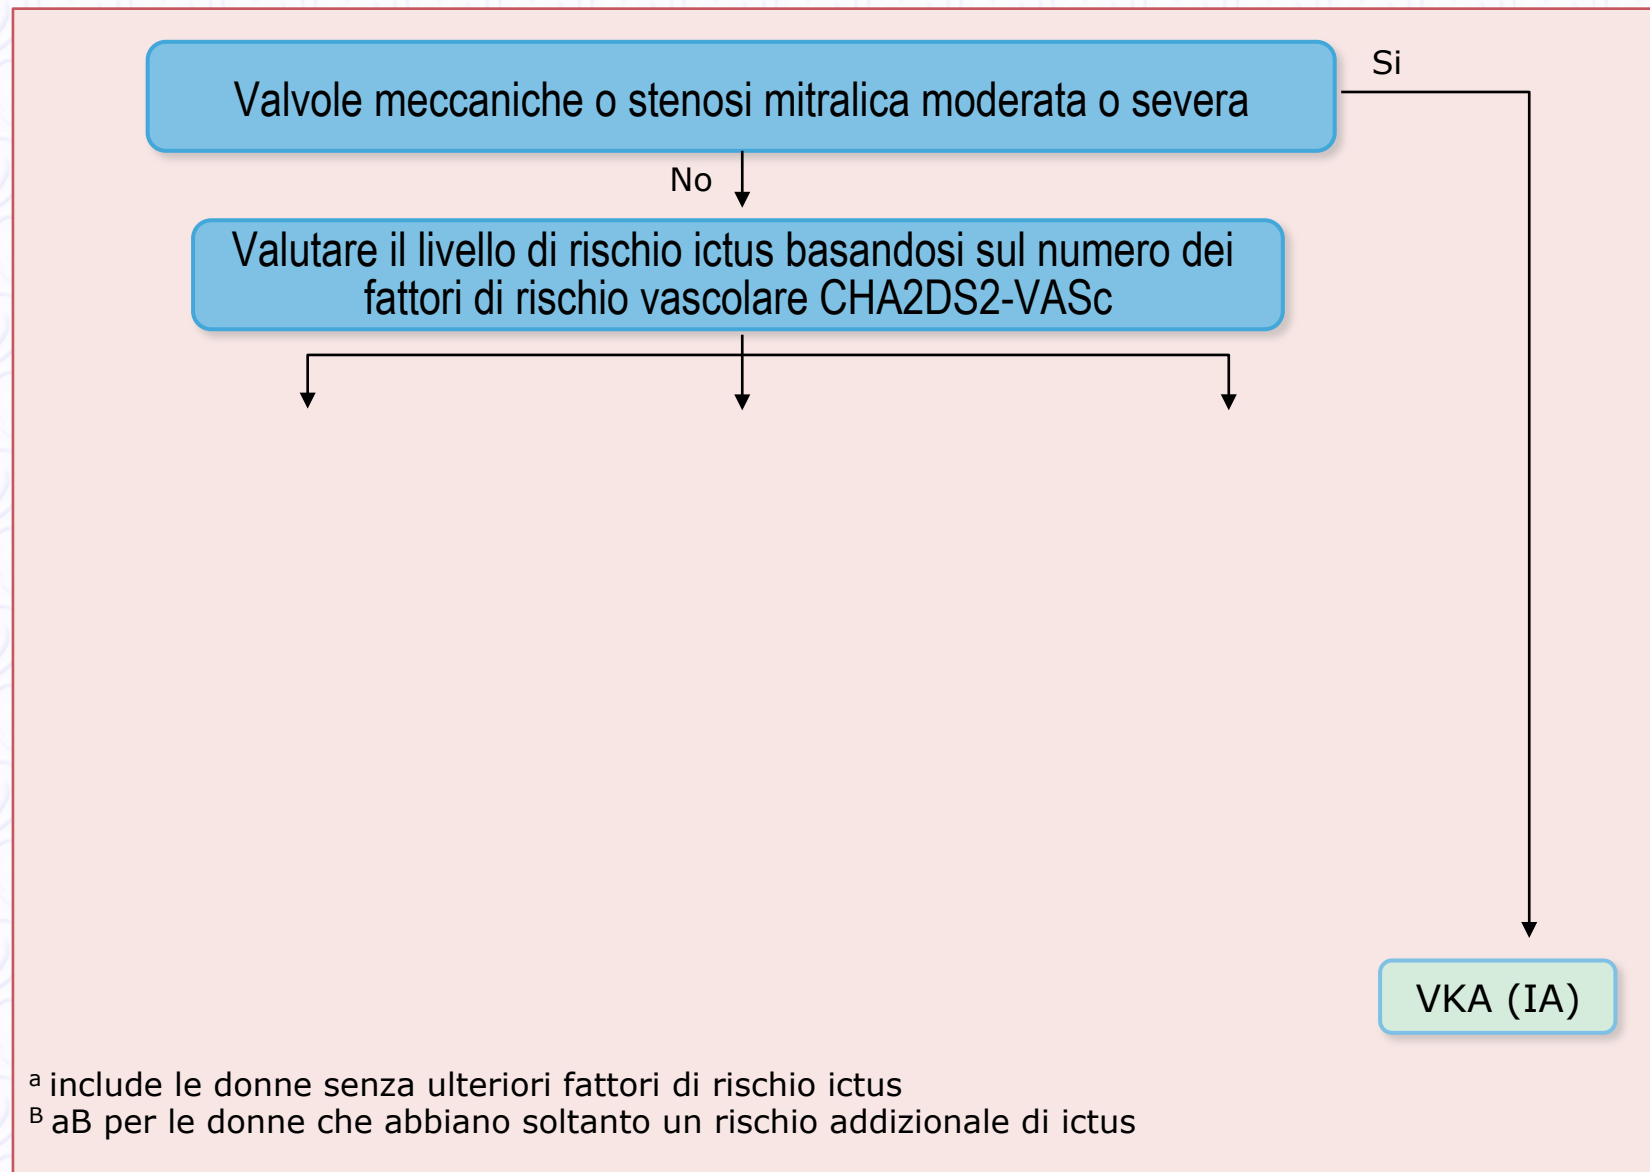 Si
Valvole meccaniche o stenosi mitralica moderata o severa
No
Valutare il livello di rischio ictus basandosi sul numero dei
fattori di rischio vascolare CHA2DS2-VASc
VKA (IA)
a include le donne senza ulteriori fattori di rischio ictus
B aB per le donne che abbiano soltanto un rischio addizionale di ictus